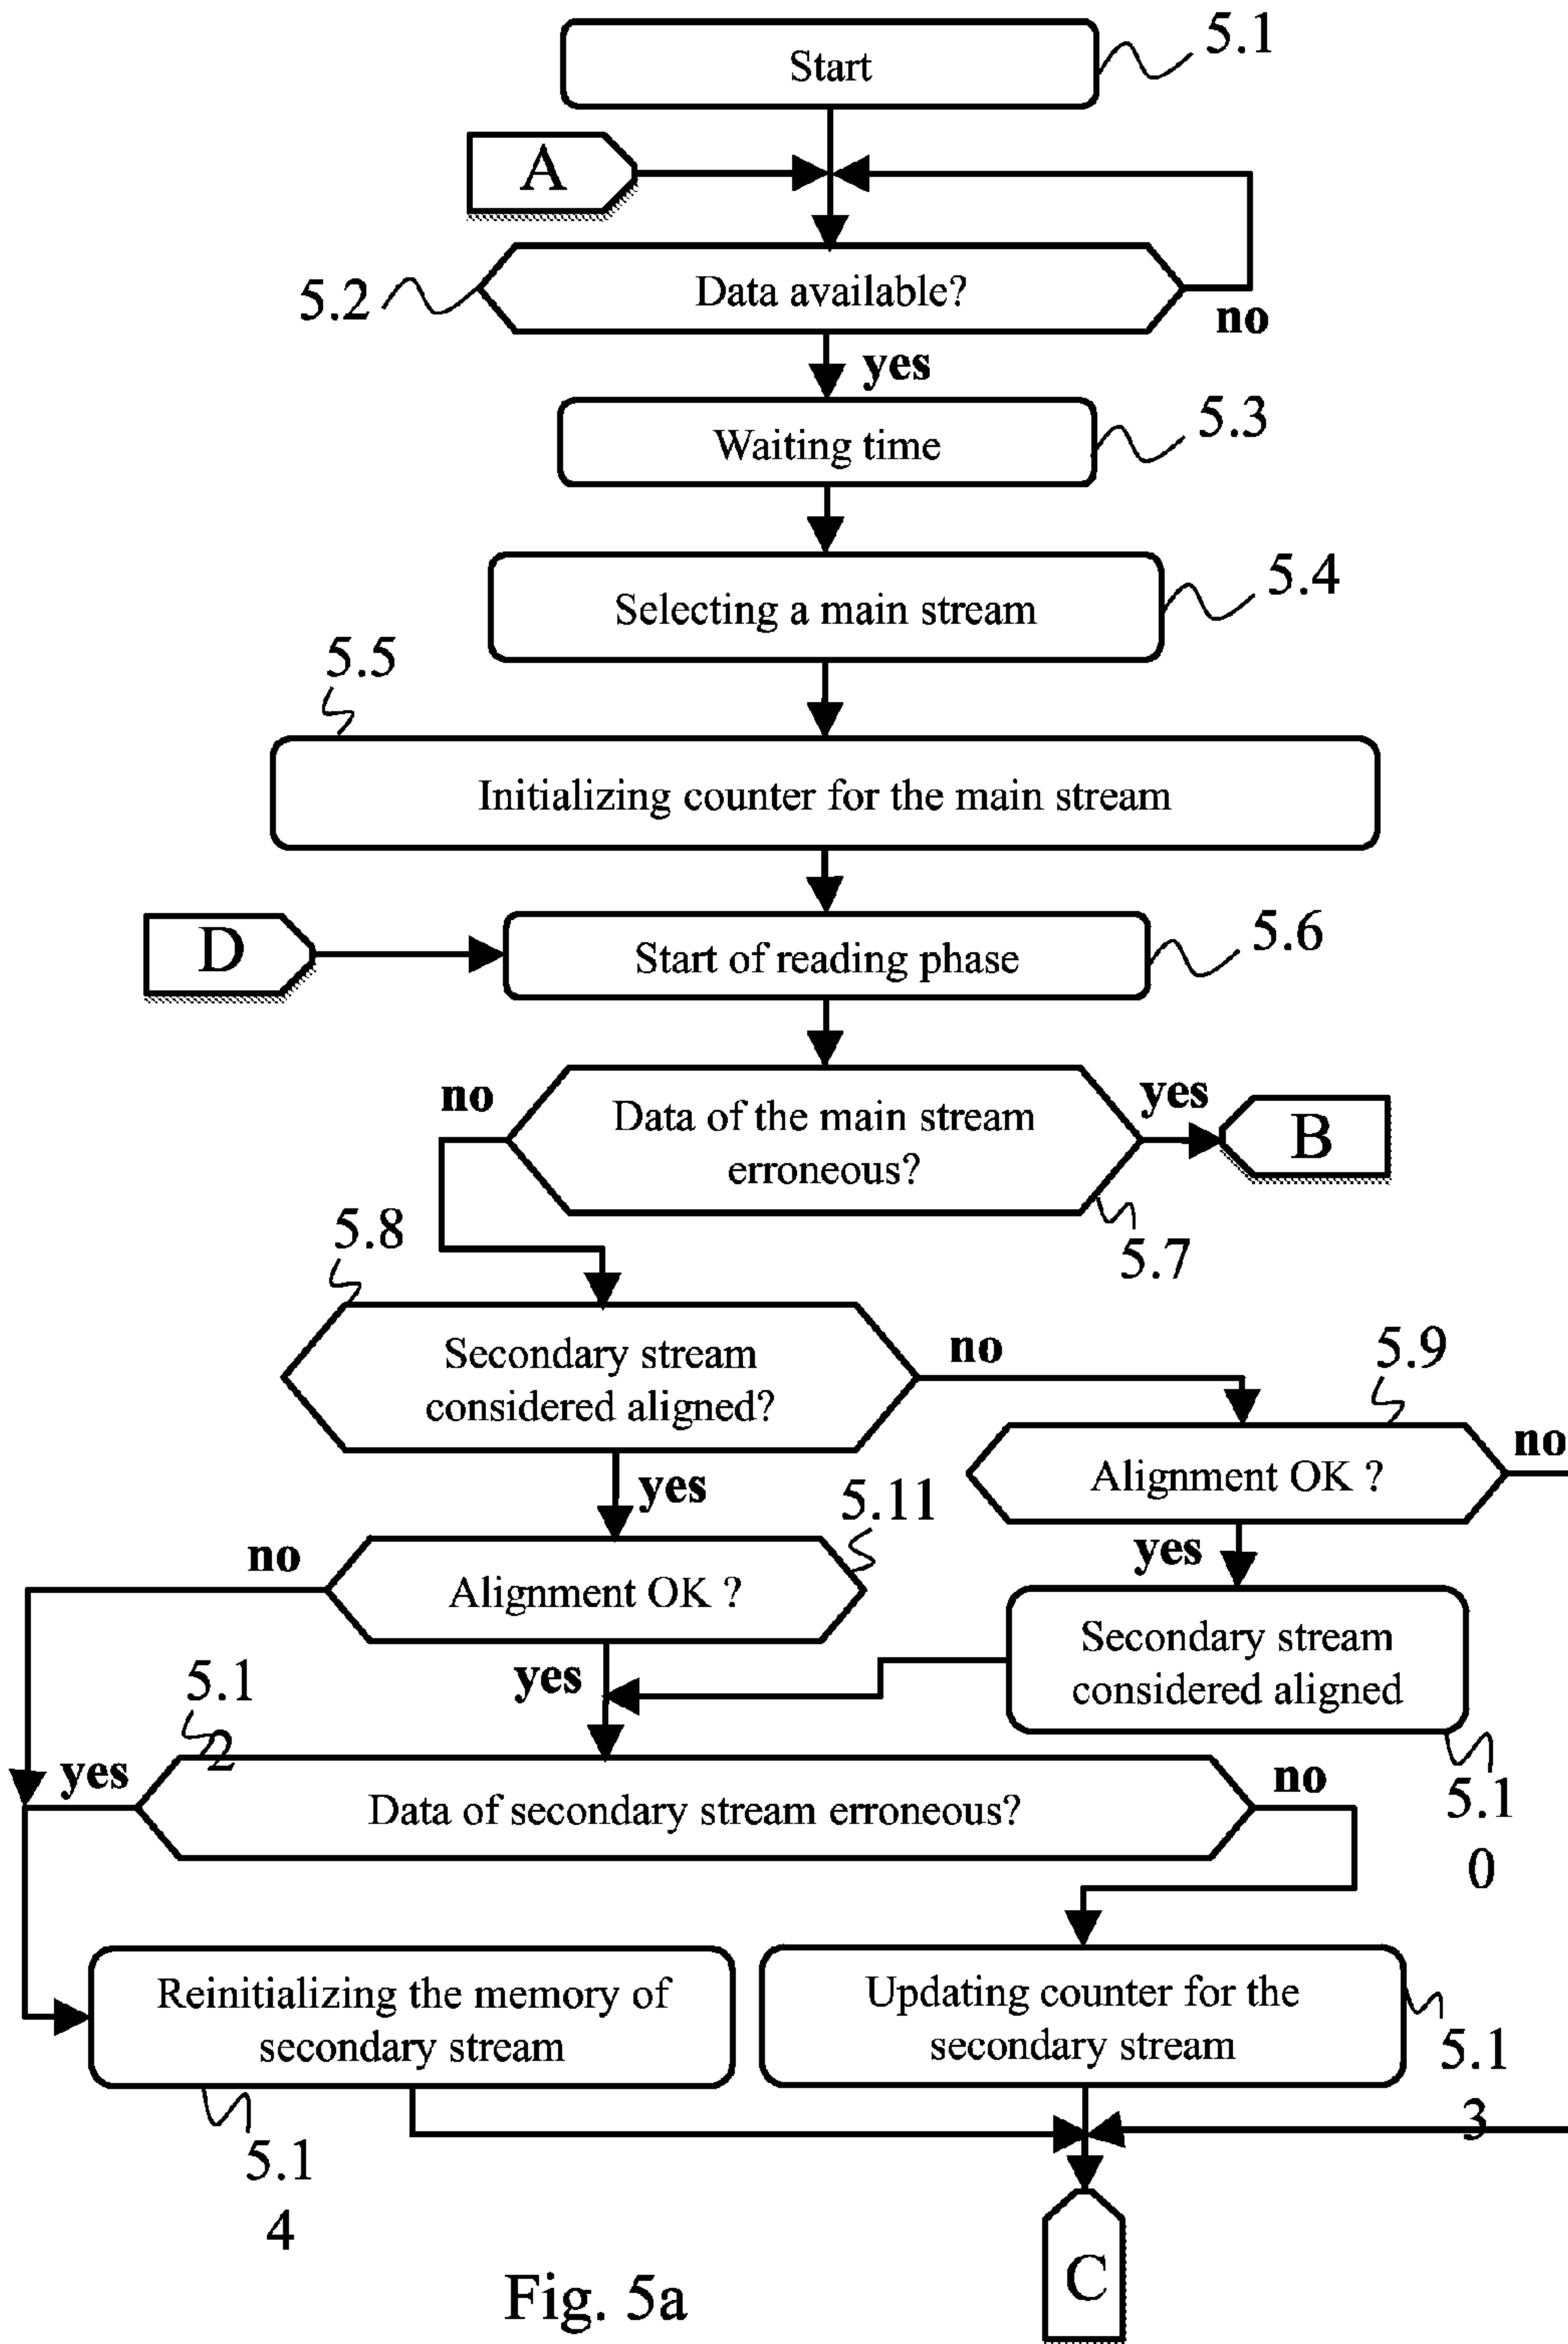 Start
5.1
A
5.2
Data available?
no
yes
Waiting time
5.3
Selecting a main stream
5.4
5.5
Initializing counter for the main stream
D
Start of reading phase
5.6
no
Data of the main stream
erroneous?
yes
B
5.7
5.8
Secondary stream
considered aligned?
no
5.9
Alignment OK ?
no
yes
5.11
no
Alignment OK ?
yes
Secondary stream
considered aligned
yes
5.1
2
yes
Data of secondary stream erroneous?
no
5.1
0
Reinitializing the memory of
secondary stream
Updating counter for the
secondary stream
5.1
3
5.1
4
C
Fig. 5a